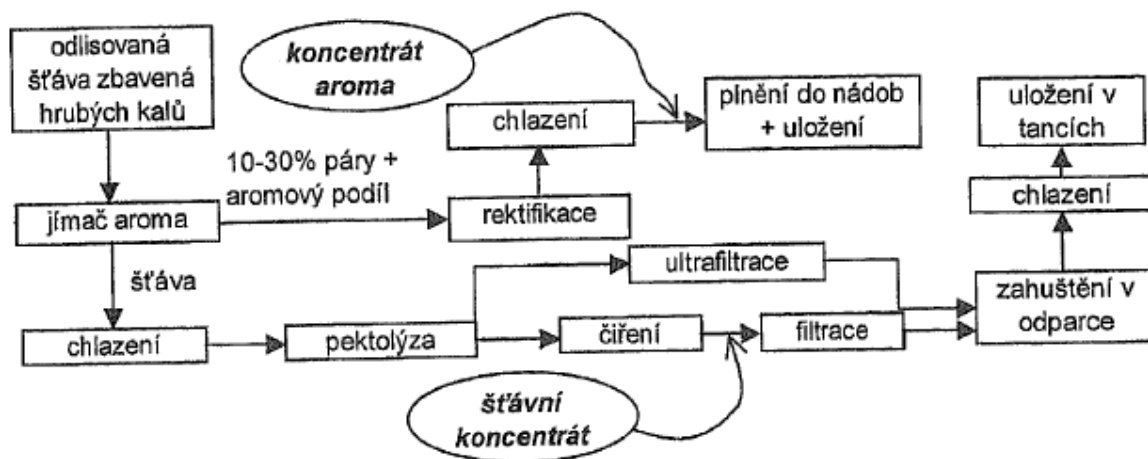 odlisovaná
šťáva zbavená
hrubých kalů
koncentrát
aroma
chlazení
plnění do nádob
+ uložení
uložení v
tancích
10-30% páry +
aromový podíl
jímač aroma
rektifikace
chlazení
šťáva
ultrafiltrace
zahuštění v
odparce
chlazení
pektolýza
čiření
filtrace
šťávní
koncentrát